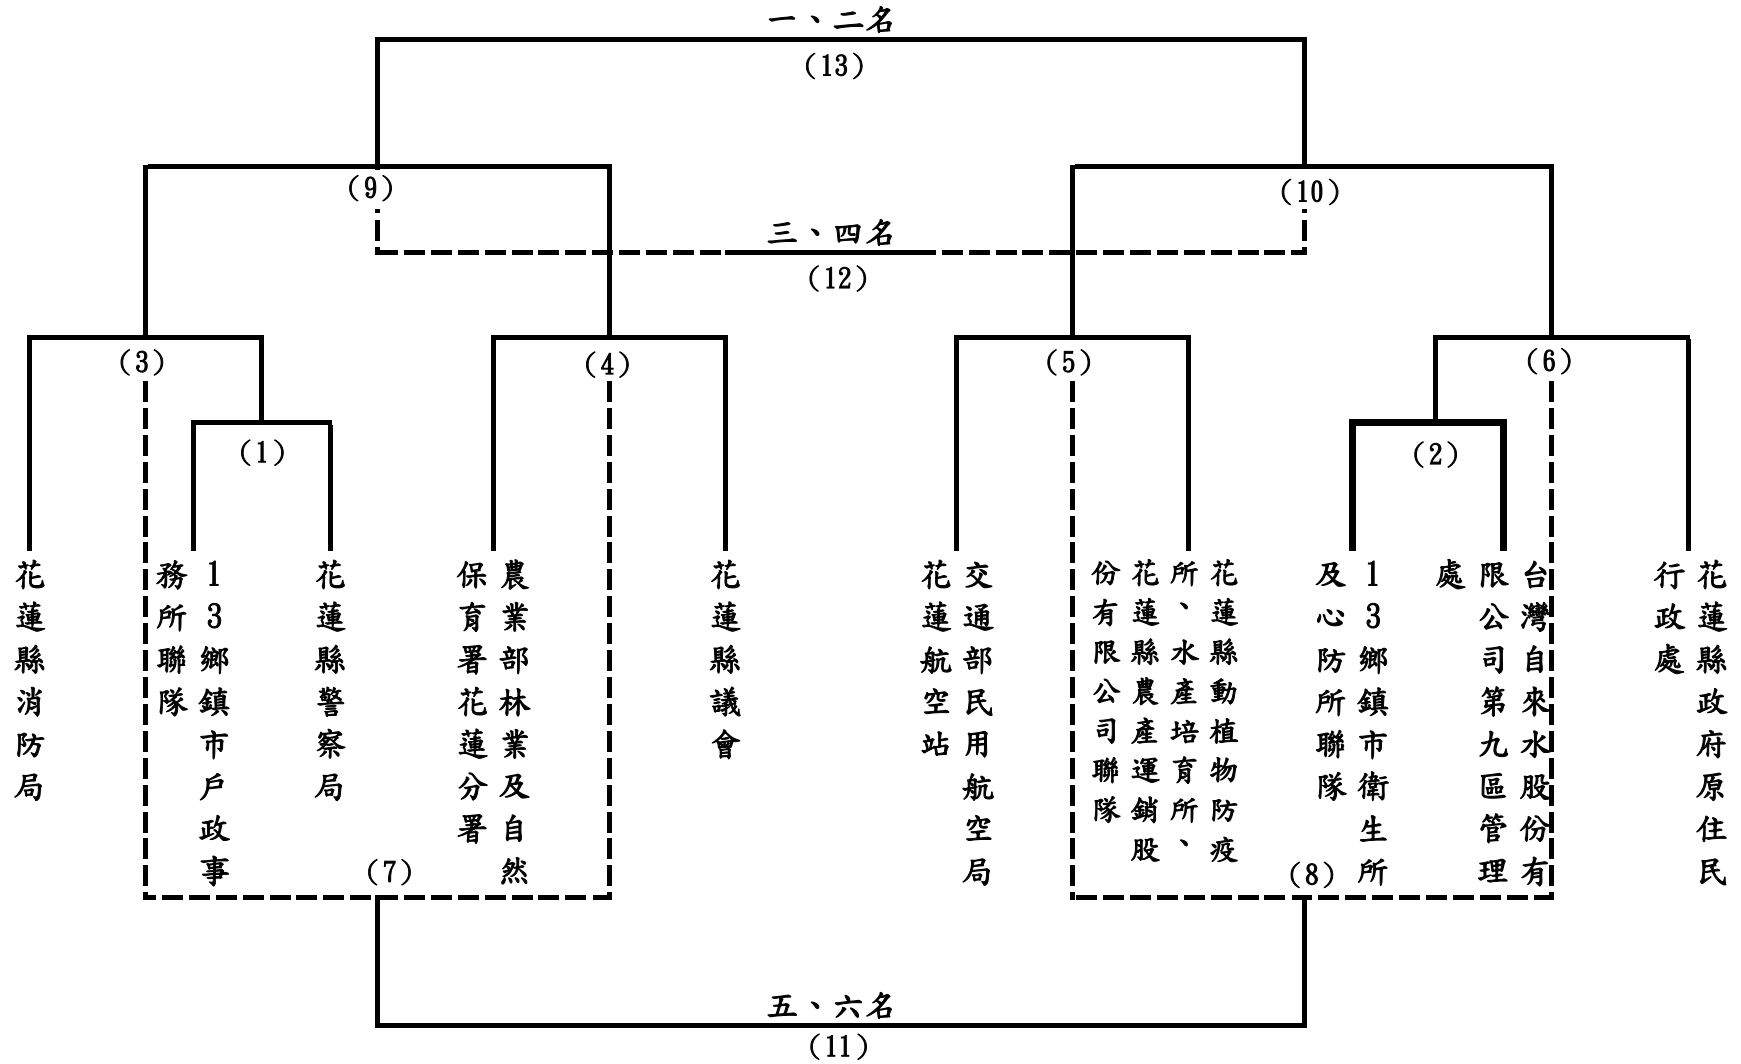 一、二名
(13)
(9)
(10)
三、四名
(12)
(3)
(4)
(5)
(6)
(1)
(2)
花蓮縣消防局
13鄉鎮市戶政事
務所聯隊
花蓮縣警察局
農業部林業及自然
保育署花蓮分署
花蓮縣議會
交通部民用航空局
花蓮航空站
花蓮縣動植物防疫
所、水產培育所、
花蓮縣農產運銷股
份有限公司聯隊
13鄉鎮市衛生所
及心防所聯隊
台灣自來水股份有
限公司第九區管理
處
花蓮縣政府原住民
行政處
(7)
(8)
五、六名
(11)